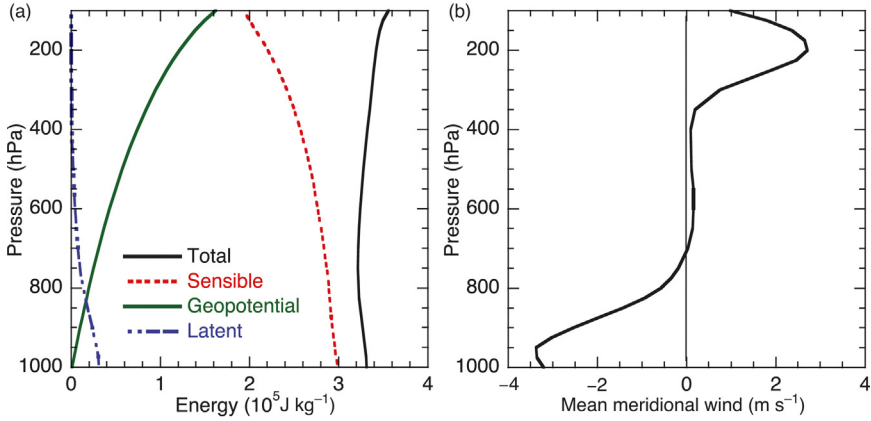 (a)
(b)
200
400
600
800
1000
Pressure (hPa)
Total
Sensible
Geopotential
Latent
0
1
2
3
4
Energy (10⁵J kg⁻¹)
200
400
600
800
1000
Pressure (hPa)
−4
−2
0
2
4
Mean meridional wind (m s⁻¹)